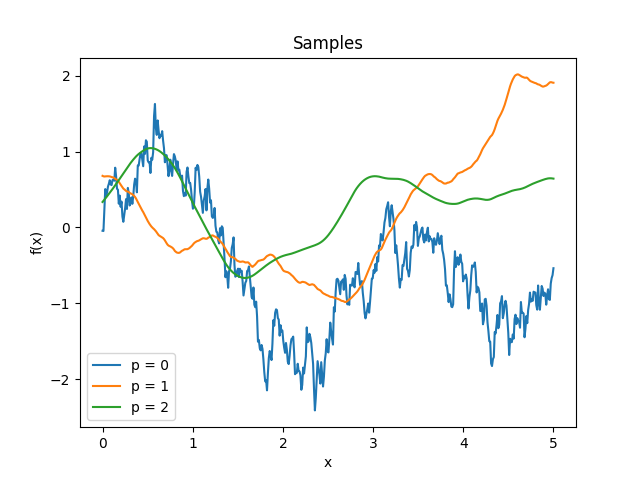 Samples
f(x)
2
1
0
−1
−2
p = 0
p = 1
p = 2
0 1 2 3 4 5
x